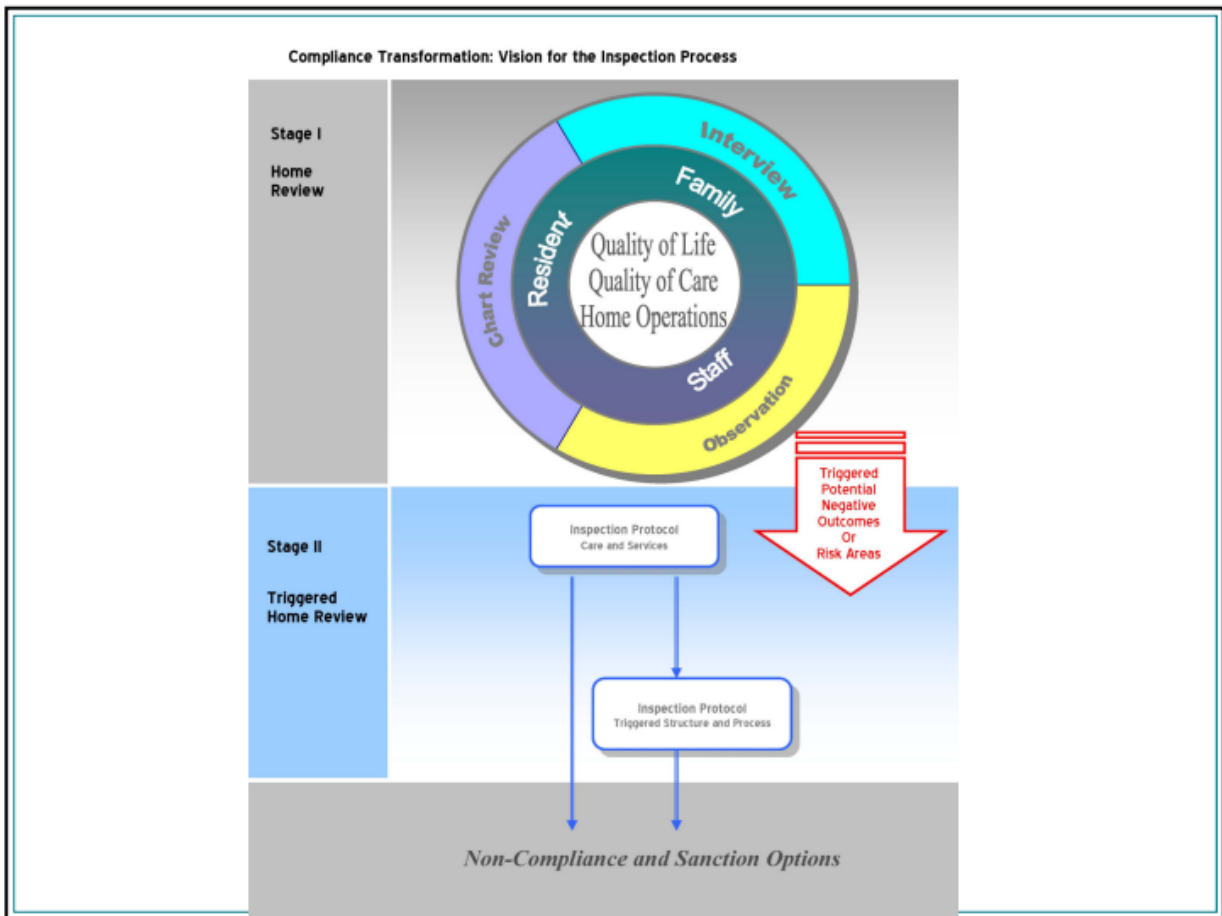 Compliance Transformation: Vision for the Inspection Process
Stage I
Home
Review
Interview
Family
Resident
Chart Review
Quality of Life
Quality of Care
Home Operations
Staff
Observation
Triggered
Potential
Negative
Outcomes
Or
Risk Areas
Stage II
Triggered
Home Review
Inspection Protocol
Care and Services
Inspection Protocol
Triggered Structure and Process
Non-Compliance and Sanction Options